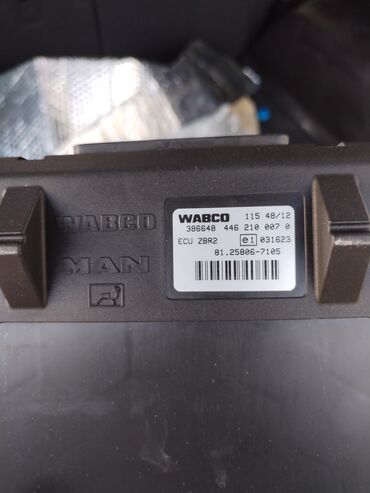 WABCO
MAN
WABCO 115 48/12
386648 446 210 007 0
ECU ZBR2 e1 031623
81.25806-7105